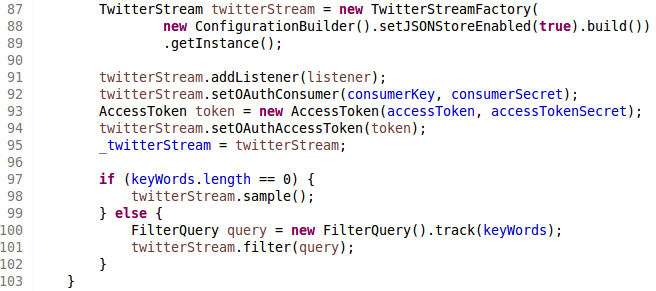 87 TwitterStream twitterStream = new TwitterStreamFactory(
88 new ConfigurationBuilder().setJSONStoreEnabled(true).build())
89 .getInstance();
90
91 twitterStream.addListener(listener);
92 twitterStream.setOAuthConsumer(consumerKey, consumerSecret);
93 AccessToken token = new AccessToken(accessToken, accessTokenSecret);
94 twitterStream.setOAuthAccessToken(token);
95 _twitterStream = twitterStream;
96
97 if (keyWords.length == 0) {
98 twitterStream.sample();
99 } else {
100 FilterQuery query = new FilterQuery().track(keyWords);
101 twitterStream.filter(query);
102 }
103 }